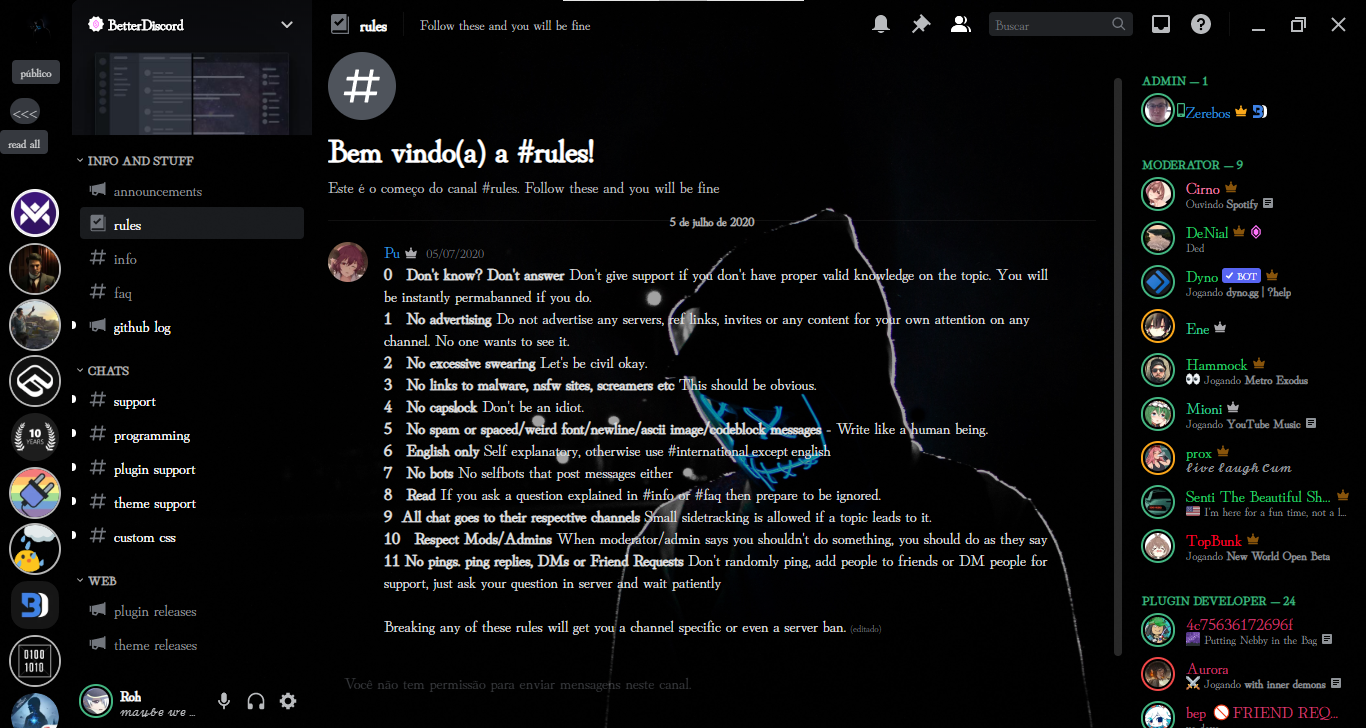 BetterDiscord
rules
Follow these and you will be fine
Buscar
público
<<<
read all
10
YEARS
0100
1010
INFO AND STUFF
announcements
rules
info
faq
github log
CHATS
support
programming
plugin support
theme support
custom css
WEB
plugin releases
theme releases
Roh
maybe we ...
Bem vindo(a) a #rules!
Este é o começo do canal #rules. Follow these and you will be fine
5 de julho de 2020
Pu 05/07/2020
0 Don't know? Don't answer Don't give support if you don't have proper valid knowledge on the topic. You will
be instantly permabanned if you do.
1 No advertising Do not advertise any servers, ref links, invites or any content for your own attention on any
channel. No one wants to see it.
2 No excessive swearing Let's be civil okay.
3 No links to malware, nsfw sites, screamers etc This should be obvious.
4 No capslock Don't be an idiot.
5 No spam or spaced/weird font/newline/ascii image/codeblock messages - Write like a human being.
6 English only Self explanatory, otherwise use #international except english
7 No bots No selfbots that post messages either
8 Read If you ask a question explained in #info or #faq then prepare to be ignored.
9 All chat goes to their respective channels Small sidetracking is allowed if a topic leads to it.
10 Respect Mods/Admins When moderator/admin says you shouldn't do something, you should do as they say
11 No pings. ping replies, DMs or Friend Requests Don't randomly ping, add people to friends or DM people for
support, just ask your question in server and wait patiently
Breaking any of these rules will get you a channel specific or even a server ban. (editado)
Você não tem permissão para enviar mensagens neste canal.
ADMIN — 1
Zerebos
MODERATOR — 9
Cirno
Ouvindo Spotify
DeNial
Ded
Dyno BOT
Jogando dyno.gg | ?help
Ene
Hammock
Jogando Metro Exodus
Mioni
Jogando YouTube Music
prox
live laugh cum
Senti The Beautiful Sh...
I'm here for a fun time, not a l...
TopBunk
Jogando New World Open Beta
PLUGIN DEVELOPER — 24
4c75636172696f
Putting Nebby in the Bag
Aurora
Jogando with inner demons
bep 🚫 FRIEND REQ...